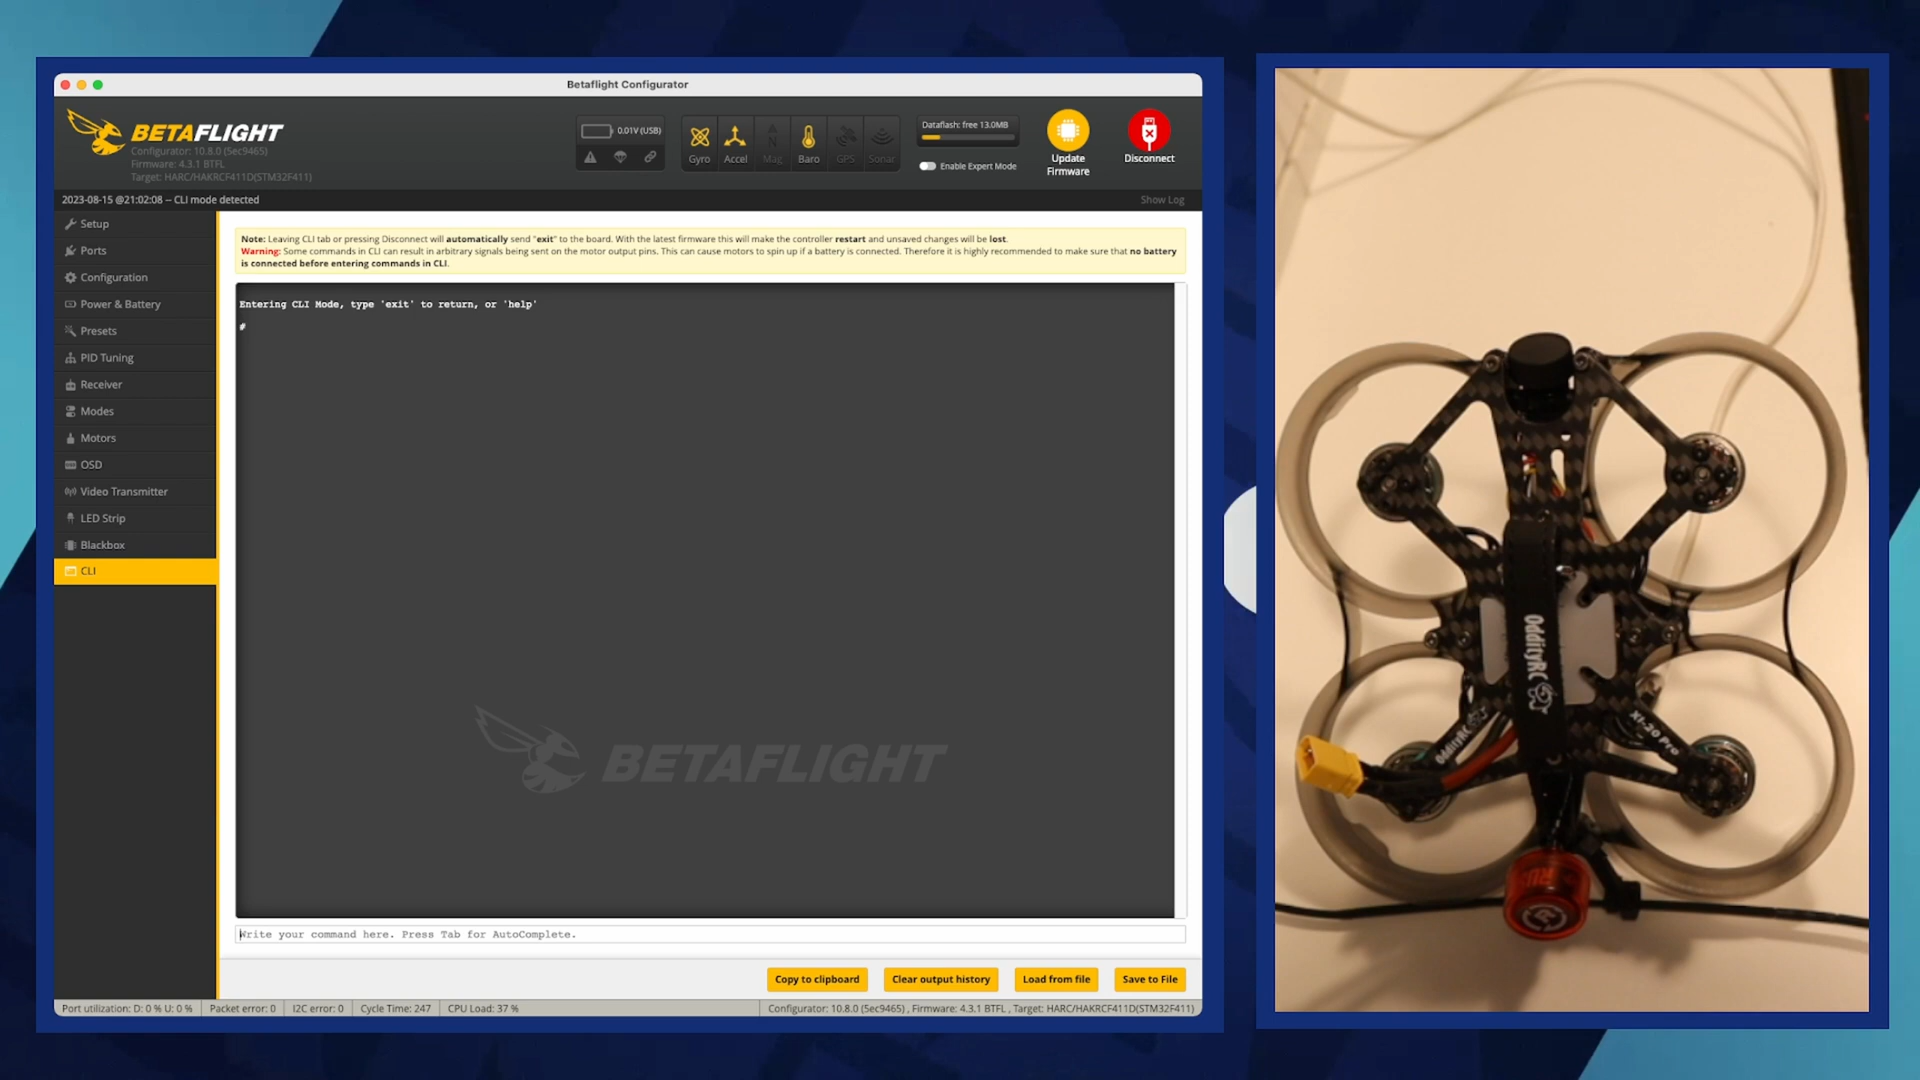 Betaflight Configurator
BETAFLIGHT
Configurator: 10.8.0 (5ec9465)
Firmware: 4.3.1 BTFL
Target: HARC/HAKRCF411D(STM32F411)
0.01V (USB)
Gyro
Accel
Mag
Baro
GPS
Sonar
Dataflash: free 13.0MB
Enable Expert Mode
Update
Firmware
Disconnect
2023-08-15 @21:02:08 -- CLI mode detected
Show Log
Setup
Ports
Configuration
Power & Battery
Presets
PID Tuning
Receiver
Modes
Motors
OSD
Video Transmitter
LED Strip
Blackbox
CLI
Note: Leaving CLI tab or pressing Disconnect will automatically send "exit" to the board. With the latest firmware this will make the controller restart and unsaved changes will be lost.
Warning: Some commands in CLI can result in arbitrary signals being sent on the motor output pins. This can cause motors to spin up if a battery is connected. Therefore it is highly recommended to make sure that no battery
is connected before entering commands in CLI.
Entering CLI Mode, type 'exit' to return, or 'help'
#
BETAFLIGHT
Write your command here. Press Tab for AutoComplete.
Copy to clipboard
Clear output history
Load from file
Save to File
Port utilization: D: 0 % U: 0 %
Packet error: 0
I2C error: 0
Cycle Time: 247
CPU Load: 37 %
Configurator: 10.8.0 (5ec9465) , Firmware: 4.3.1 BTFL , Target: HARC/HAKRCF411D(STM32F411)
OddityRC
OddityRC
XI-20 Pro